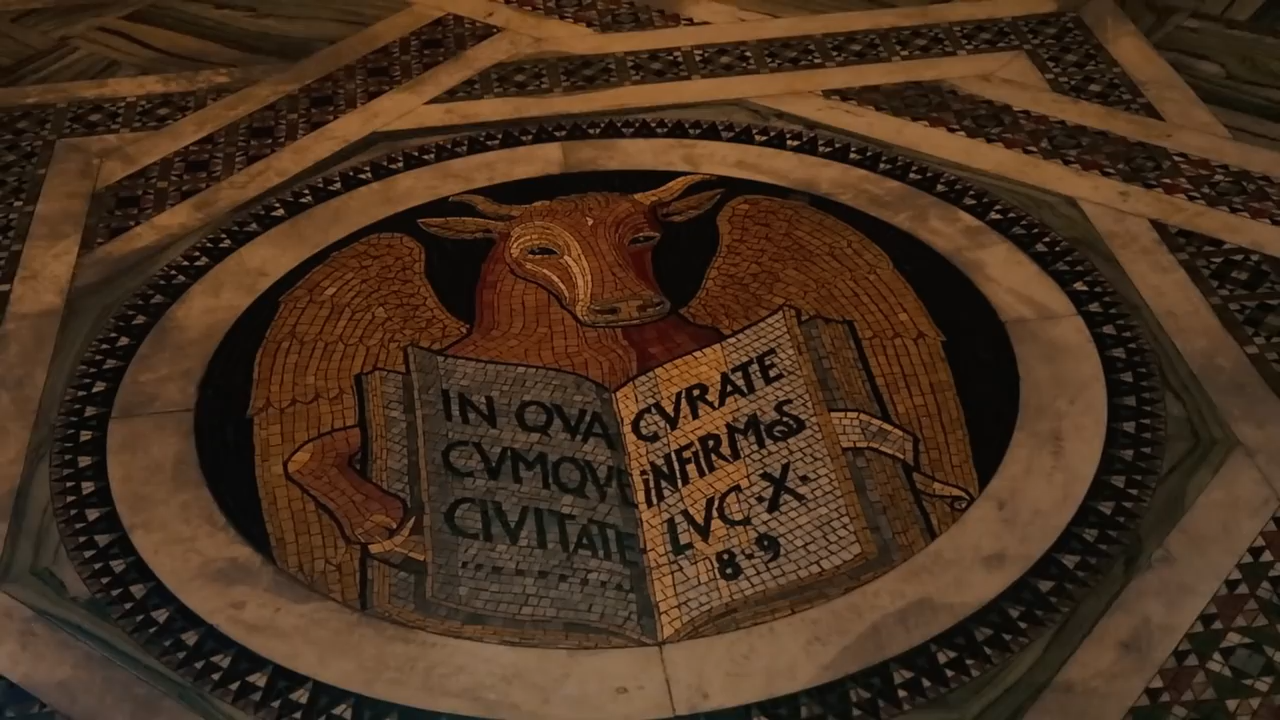 IN QVA
CVMQVE
CIVITATE
CVRATE
iNFiRMOS
LVC·X·
8-9